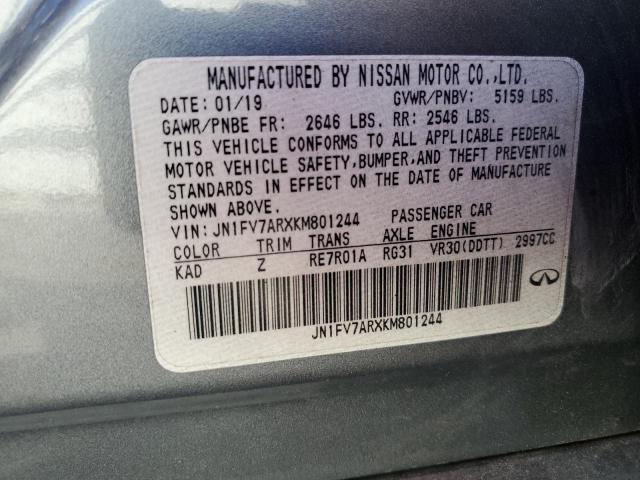 MANUFACTURED BY NISSAN MOTOR CO.,LTD.
DATE: 01/19 GVWR/PNBV: 5159 LBS.
GAWR/PNBE FR: 2646 LBS. RR: 2546 LBS.
THIS VEHICLE CONFORMS TO ALL APPLICABLE FEDERAL
MOTOR VEHICLE SAFETY,BUMPER,AND THEFT PREVENTION
STANDARDS IN EFFECT ON THE DATE OF MANUFACTURE
SHOWN ABOVE.
VIN: JN1FV7ARXKM801244 PASSENGER CAR
COLOR TRIM TRANS AXLE ENGINE
KAD Z RE7R01A RG31 VR30(DDTT) 2997CC
JN1FV7ARXKM801244